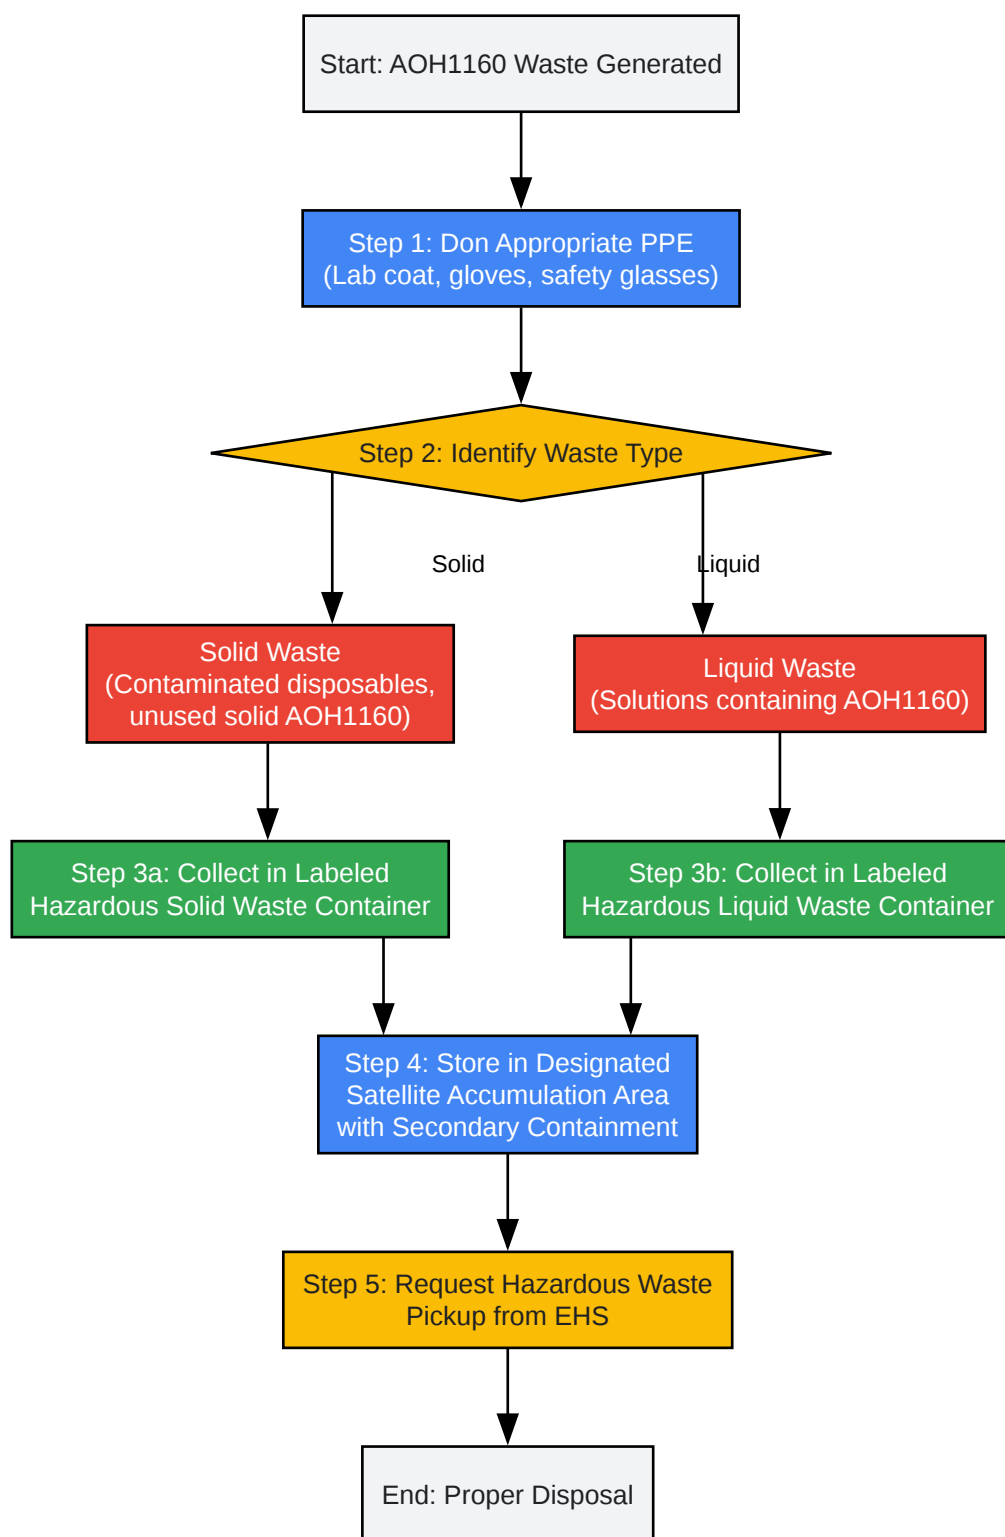 Start: AOH1160 Waste Generated
Step 1: Don Appropriate PPE
(Lab coat, gloves, safety glasses)
Step 2: Identify Waste Type
Solid
Liquid
Solid Waste
(Contaminated disposables,
unused solid AOH1160)
Liquid Waste
(Solutions containing AOH1160)
Step 3a: Collect in Labeled
Hazardous Solid Waste Container
Step 3b: Collect in Labeled
Hazardous Liquid Waste Container
Step 4: Store in Designated
Satellite Accumulation Area
with Secondary Containment
Step 5: Request Hazardous Waste
Pickup from EHS
End: Proper Disposal